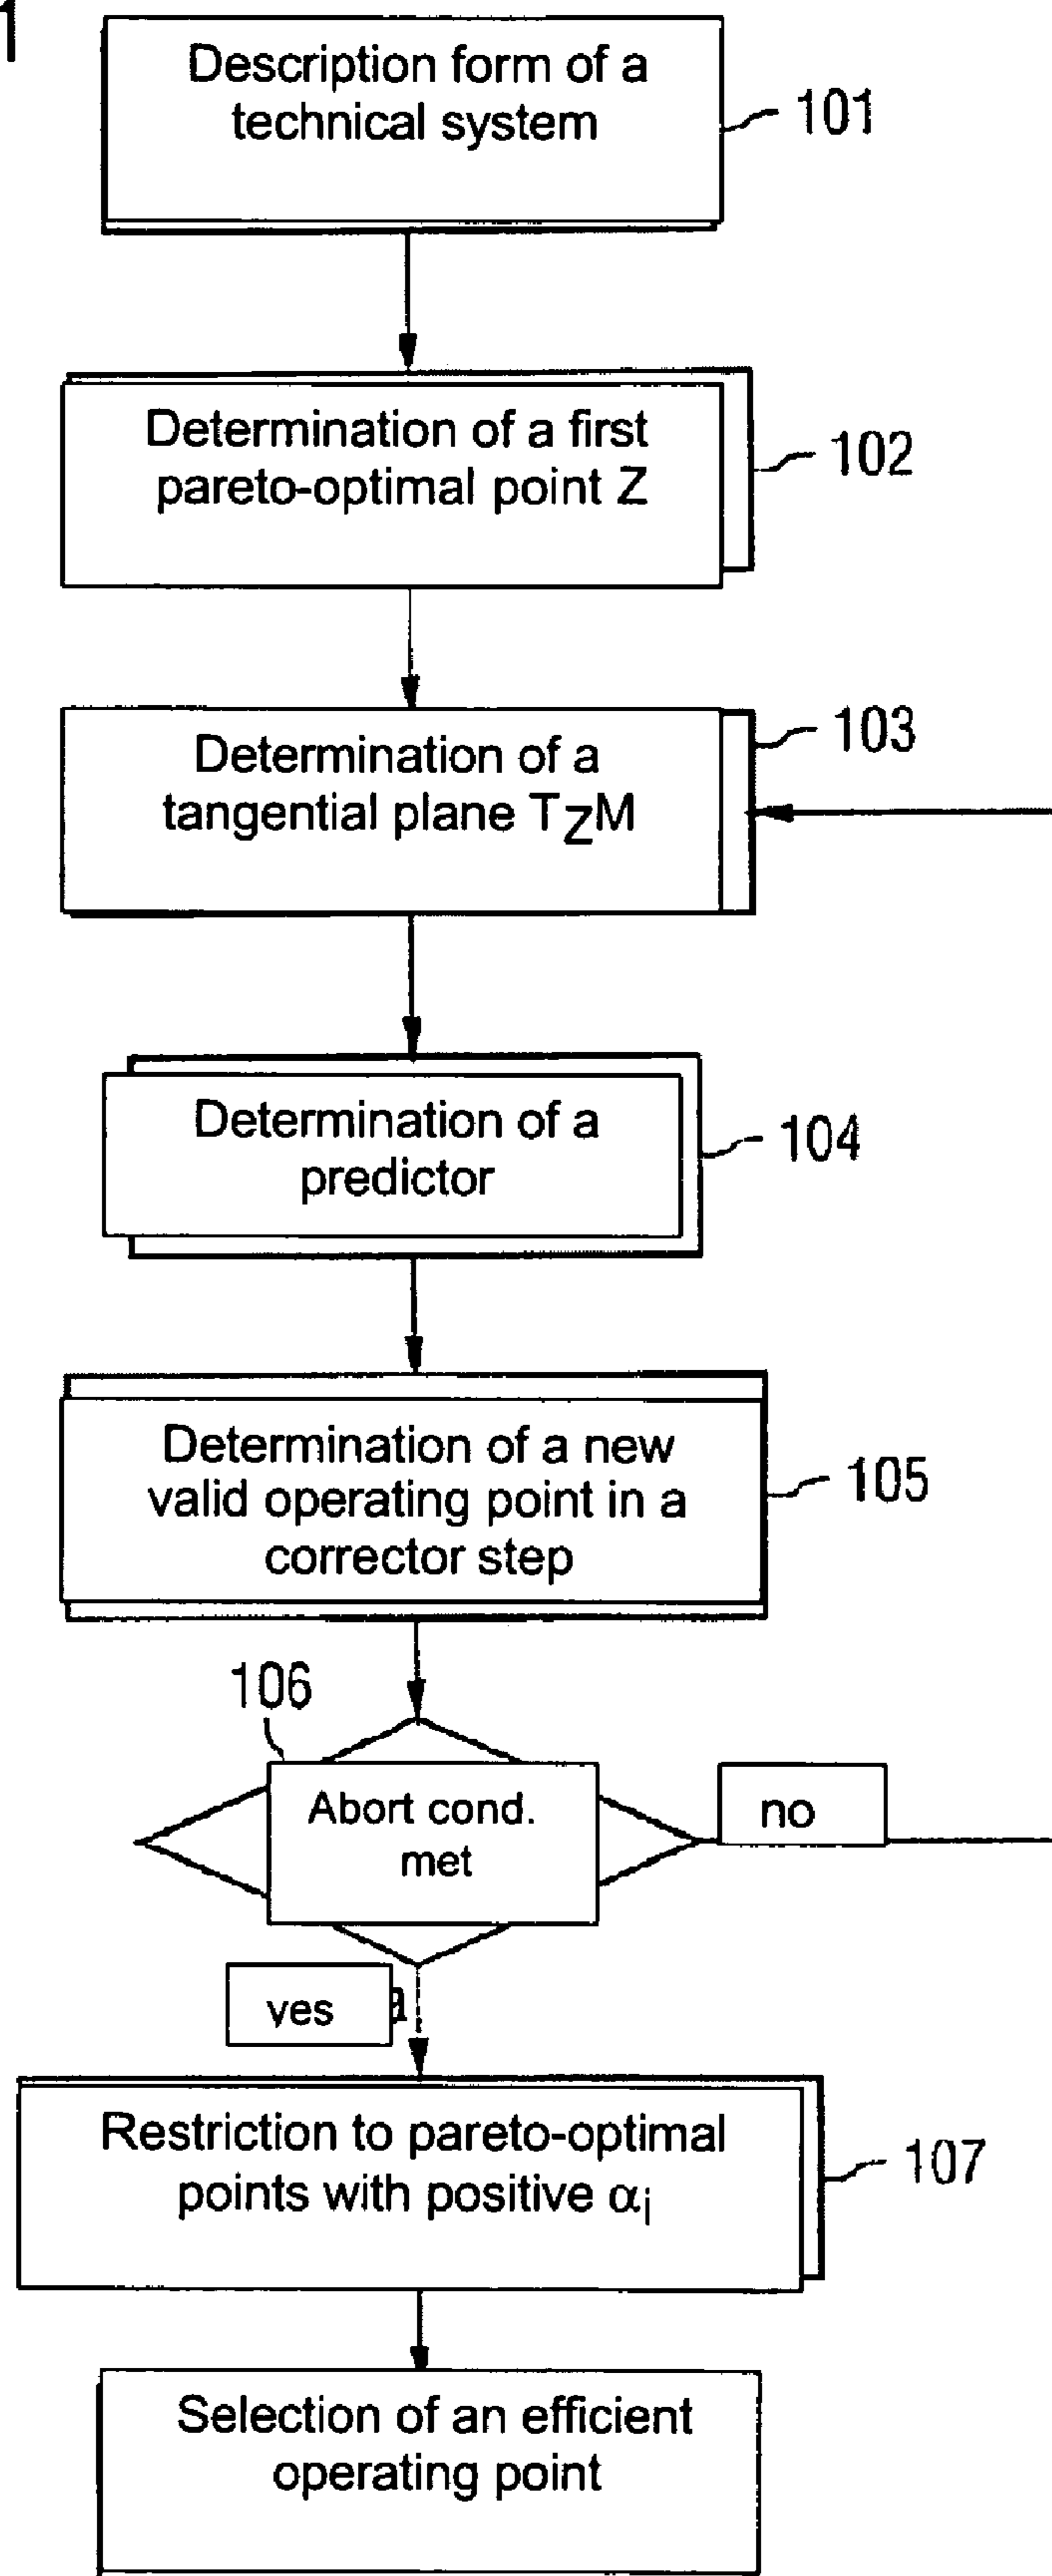 1
Description form of a
technical system
101
Determination of a first
pareto-optimal point Z
102
Determination of a
tangential plane TZM
103
Determination of a
predictor
104
Determination of a new
valid operating point in a
corrector step
105
106
Abort cond.
met
no
yes
Restriction to pareto-optimal
points with positive αi
107
Selection of an efficient
operating point